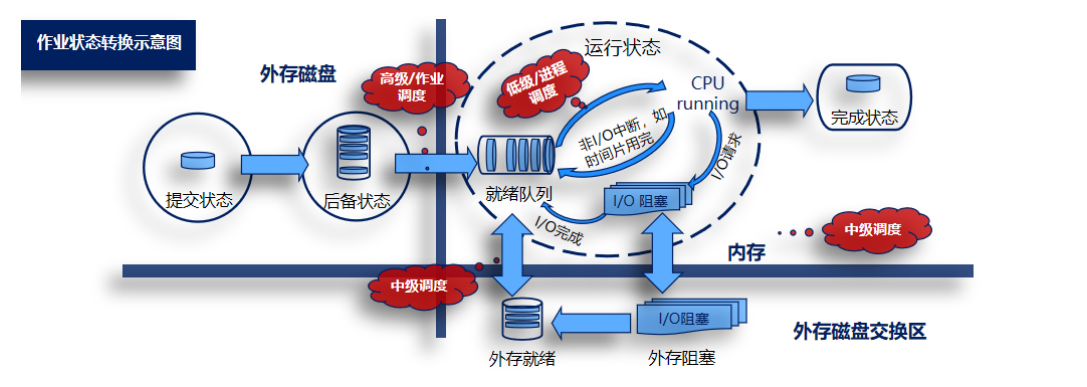 作业状态转换示意图
外存磁盘
高级/作业
调度
提交状态
后备状态
运行状态
低级/进程
调度
CPU
running
非I/O中断，如
时间片用完
I/O请求
就绪队列
I/O 阻塞
I/O完成
完成状态
中级调度
内存
中级调度
外存就绪
I/O阻塞
外存阻塞
外存磁盘交换区